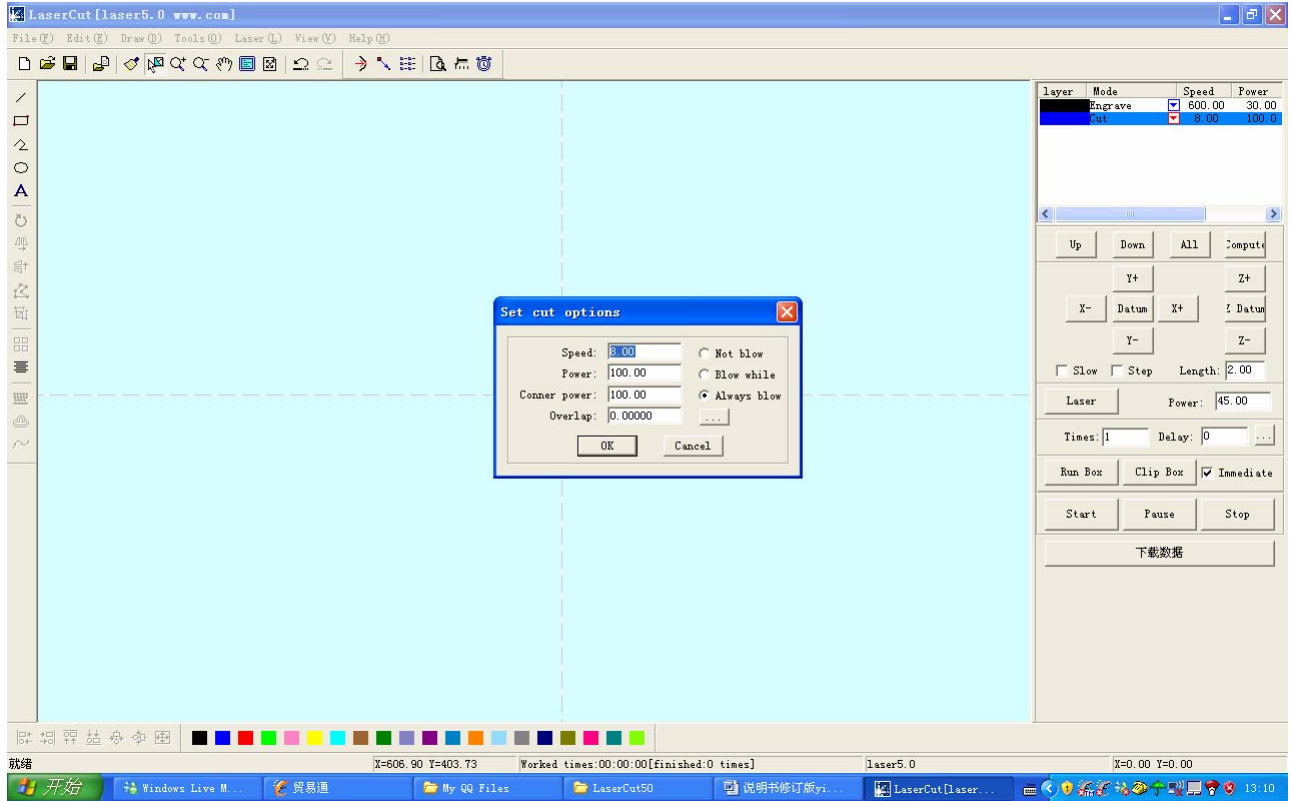 LaserCut[laser5.0 www.com]
File(F) Edit(E) Draw(D) Tools(O) Laser(L) View(V) Help(H)
layer Mode Speed Power
Engrave 600.00 30.00
Cut 8.00 100.0
Up Down All Compute
Y+ Z+
X- Datum X+ Z Datum
Y- Z-
Slow Step Length: 2.00
Laser Power: 45.00
Times: 1 Delay: 0 ...
Run Box Clip Box Immediate
Start Pause Stop
下载数据
Set cut options
Speed: 8.00 Not blow
Power: 100.00 Blow while
Conner power: 100.00 Always blow
Overlap: 0.00000 ...
OK Cancel
就绪 X=606.90 Y=403.73 Worked times:00:00:00[finished:0 times] laser5.0 X=0.00 Y=0.00
开始 Windows Live M... 贸易通 My QQ Files LaserCut50 说明书修订版yi... LaserCut[laser... 13:10